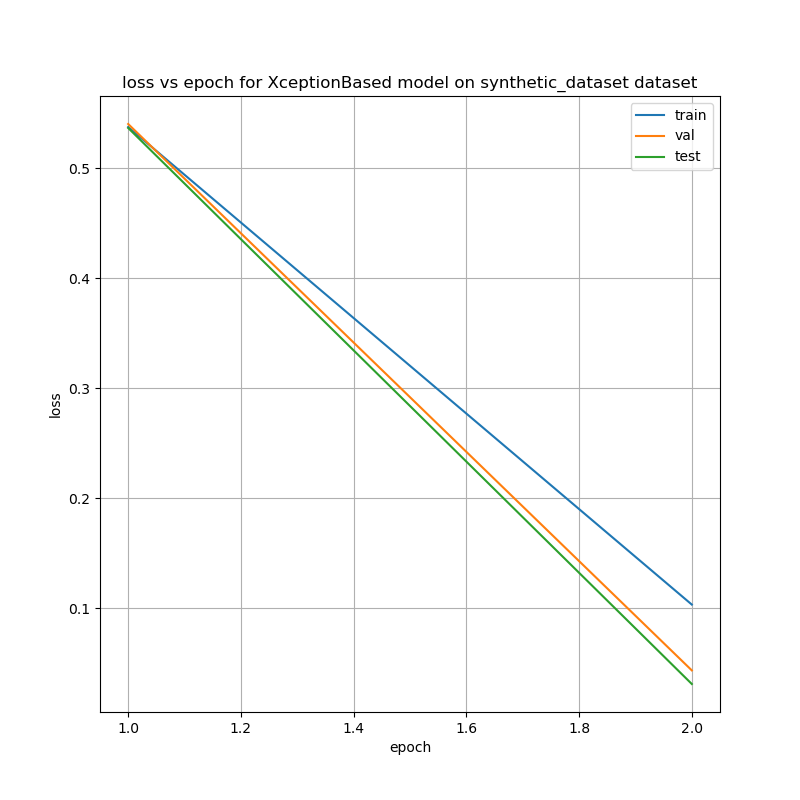 loss vs epoch for XceptionBased model on synthetic_dataset dataset
train
val
test
0.5
0.4
0.3
0.2
0.1
loss
1.0 1.2 1.4 1.6 1.8 2.0
epoch